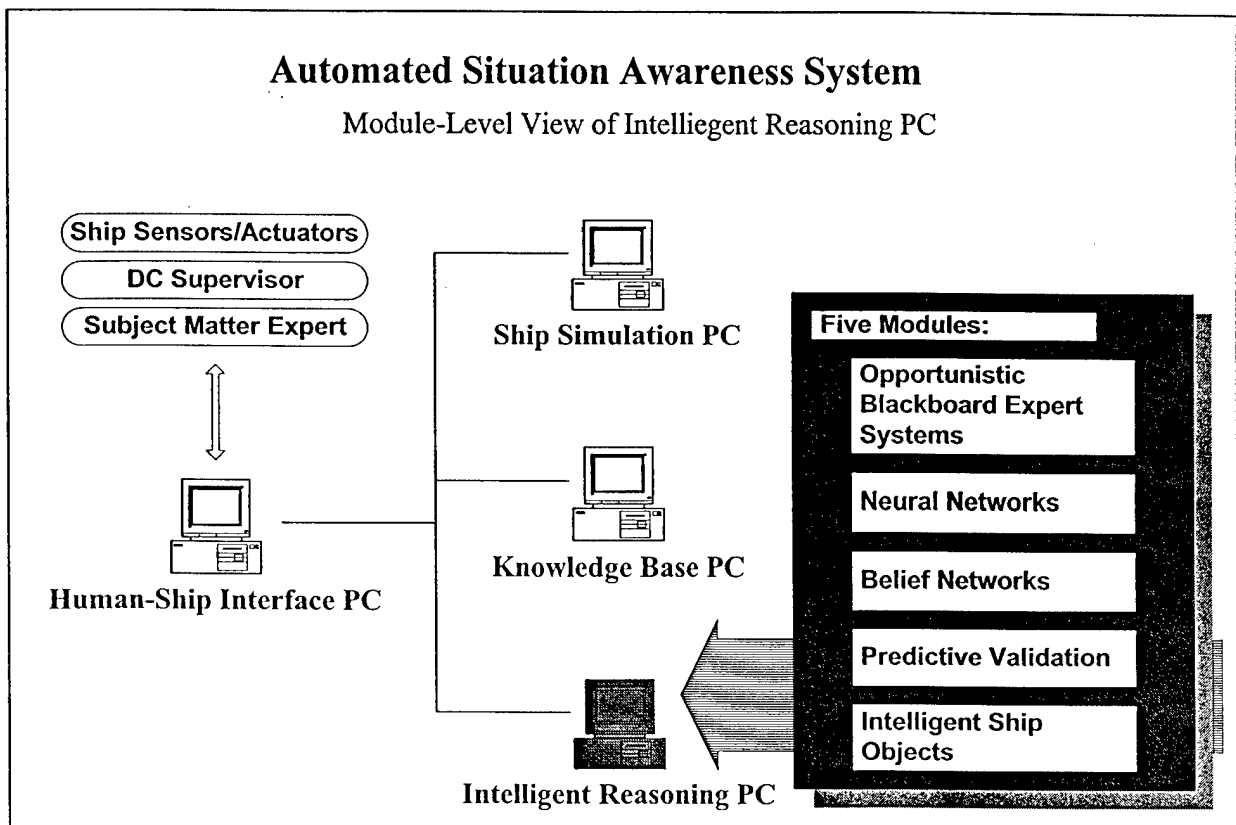 Automated Situation Awareness System
Module-Level View of Intelliegent Reasoning PC
Ship Sensors/Actuators
DC Supervisor
Subject Matter Expert
Human-Ship Interface PC
Ship Simulation PC
Knowledge Base PC
Intelligent Reasoning PC
Five Modules:
Opportunistic
Blackboard Expert
Systems
Neural Networks
Belief Networks
Predictive Validation
Intelligent Ship
Objects